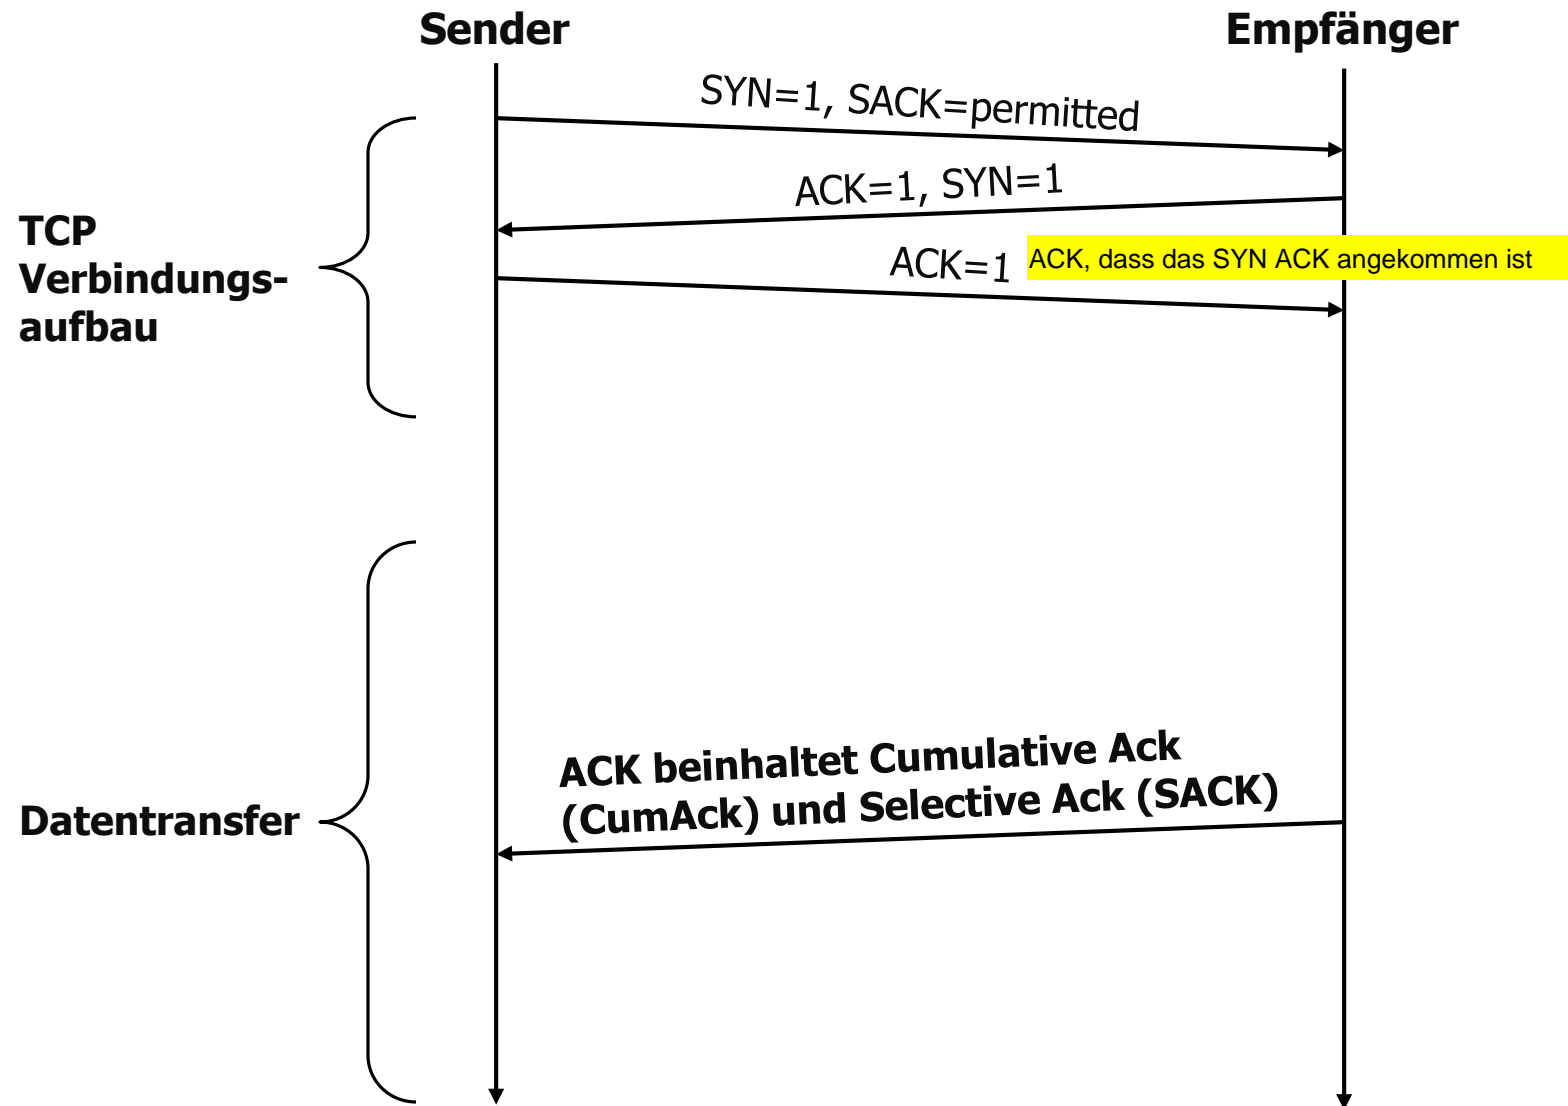 Sender
Empfänger
SYN=1, SACK=permitted
ACK=1, SYN=1
TCP
Verbindungs-
aufbau
ACK=1
ACK, dass das SYN ACK angekommen ist
ACK beinhaltet Cumulative Ack
(CumAck) und Selective Ack (SACK)
Datentransfer